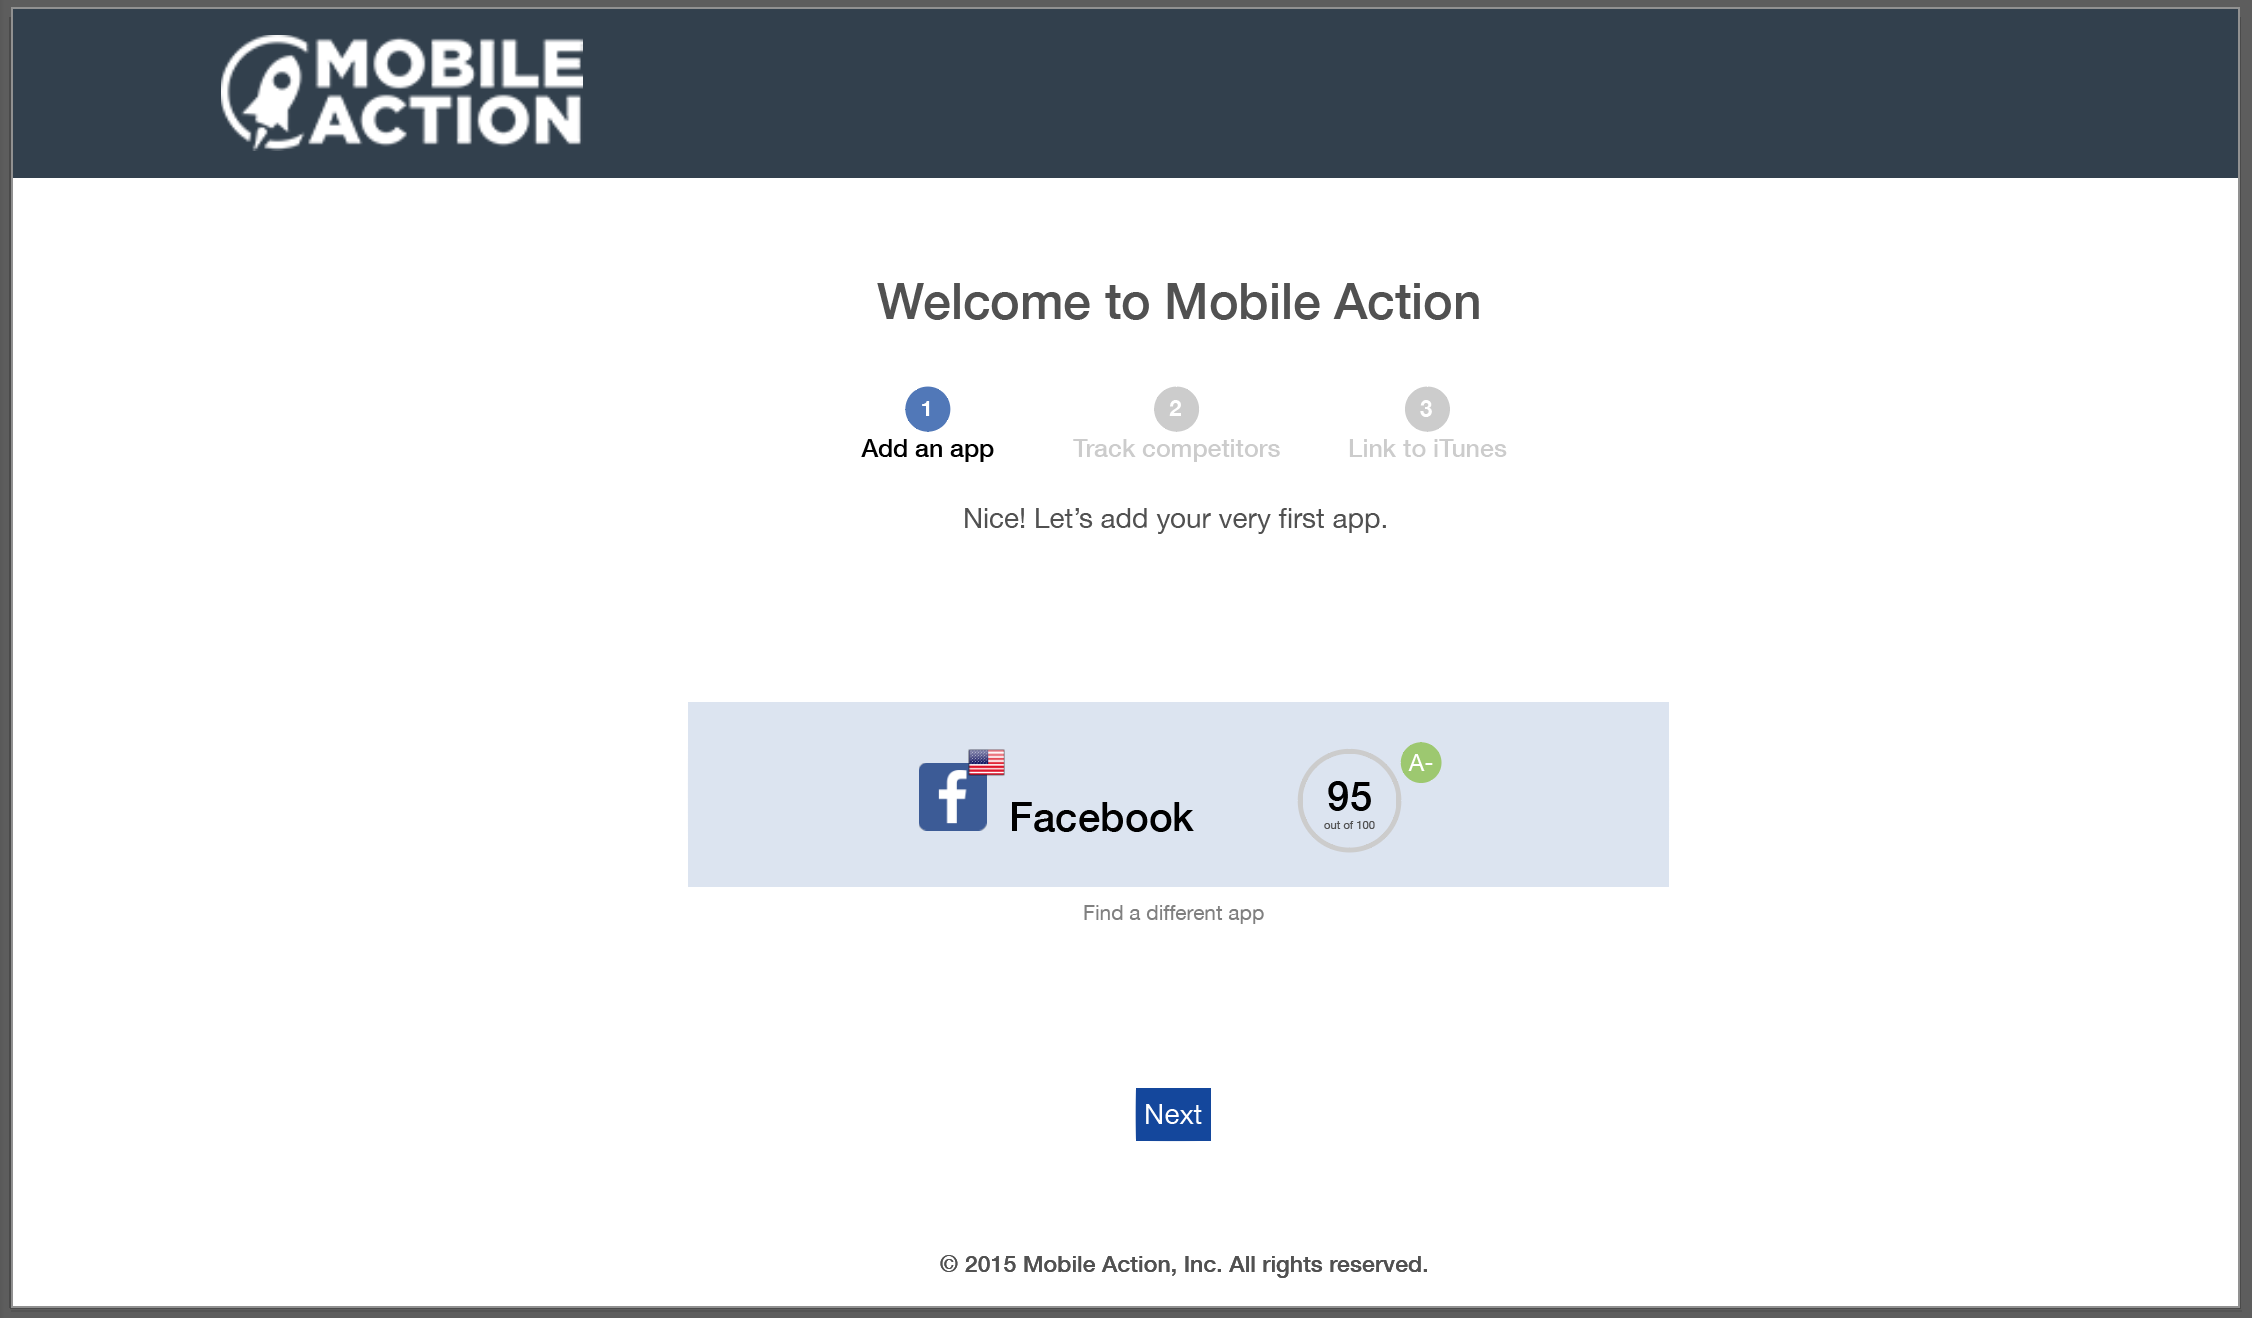 MOBILE
ACTION
Welcome to Mobile Action
1 2 3
Add an app Track competitors Link to iTunes
Nice! Let’s add your very first app.
f
Facebook
A-
95
out of 100
Find a different app
Next
© 2015 Mobile Action, Inc. All rights reserved.